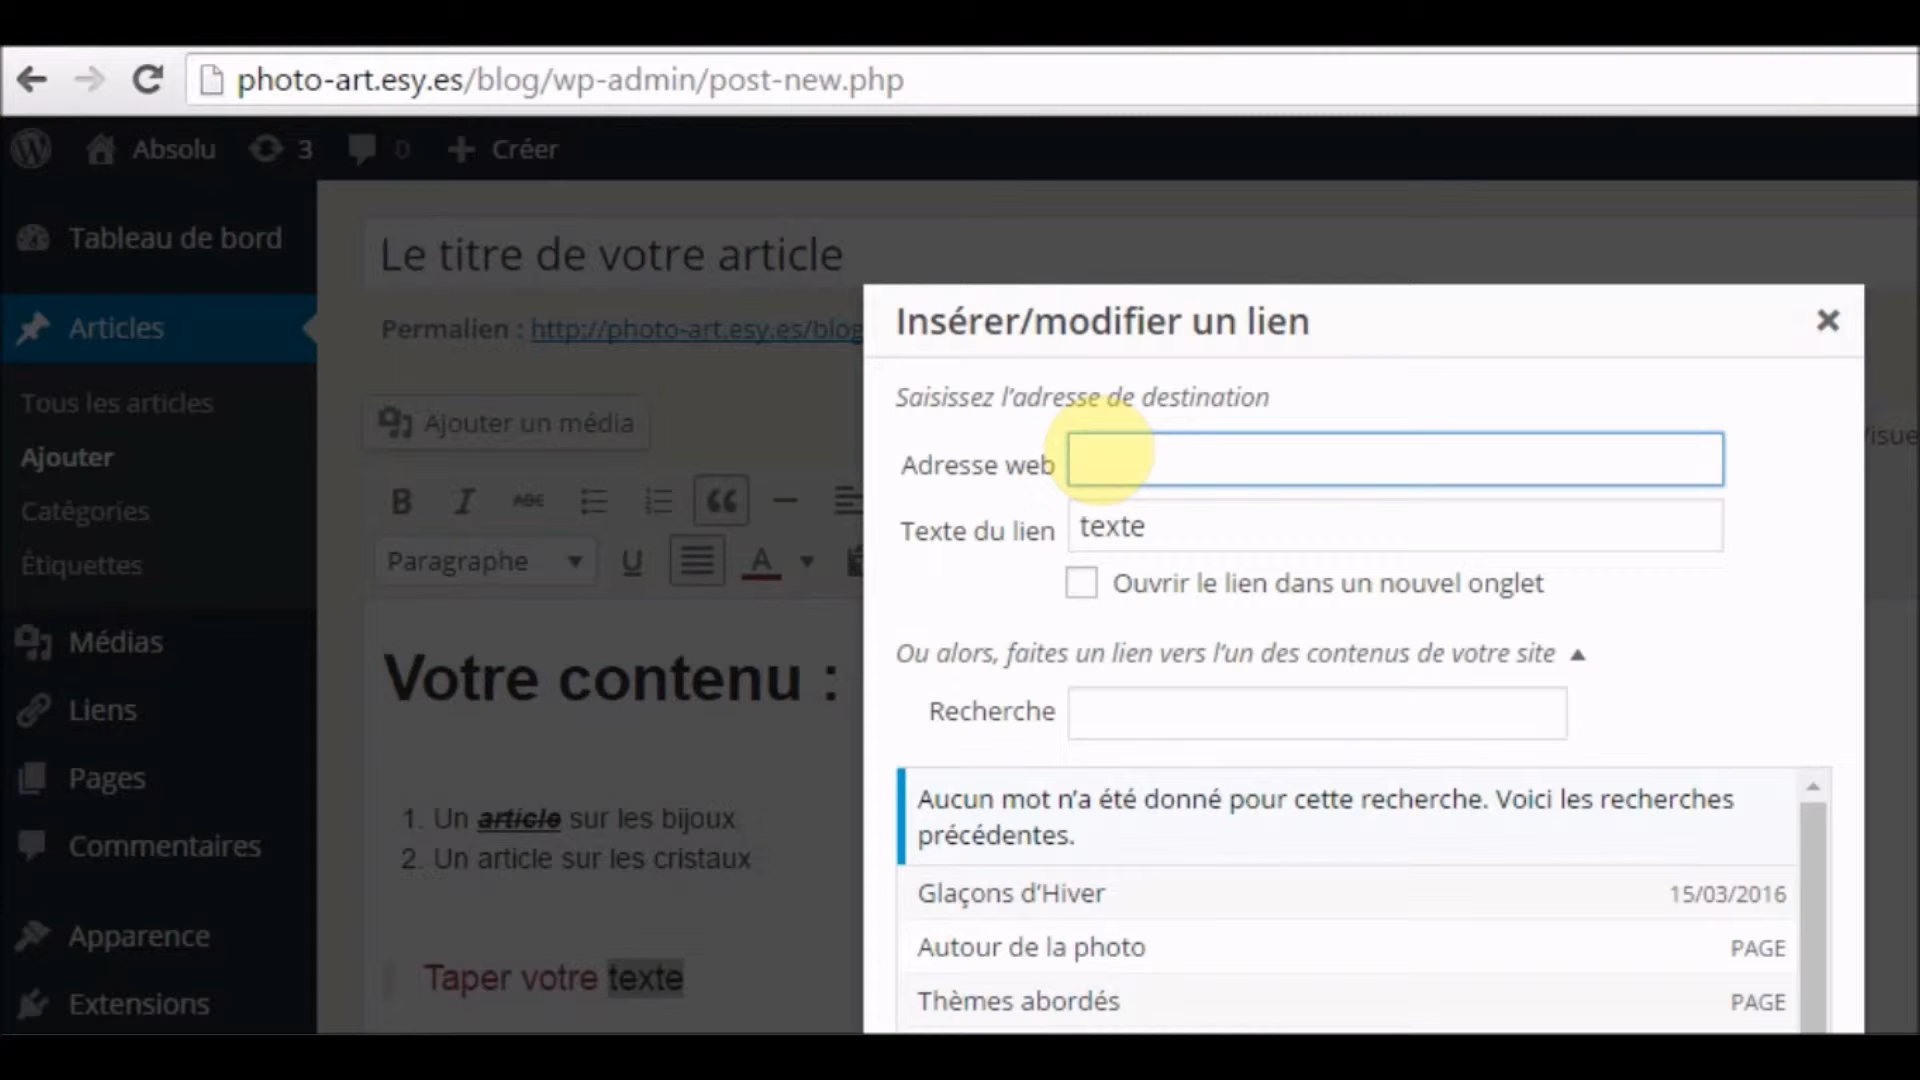 photo-art.esy.es/blog/wp-admin/post-new.php
Absolu 3 0 Créer
Tableau de bord
Articles
Tous les articles
Ajouter
Catégories
Étiquettes
Médias
Liens
Pages
Commentaires
Apparence
Extensions
Le titre de votre article
Permalien : http://photo-art.esy.es/blog
Ajouter un média
B I ABC
Paragraphe U A
Votre contenu :
1. Un article sur les bijoux
2. Un article sur les cristaux
Taper votre texte
Insérer/modifier un lien
Saisissez l'adresse de destination
Adresse web
Texte du lien texte
Ouvrir le lien dans un nouvel onglet
Ou alors, faites un lien vers l'un des contenus de votre site
Recherche
Aucun mot n'a été donné pour cette recherche. Voici les recherches
précédentes.
Glaçons d'Hiver 15/03/2016
Autour de la photo PAGE
Thèmes abordés PAGE